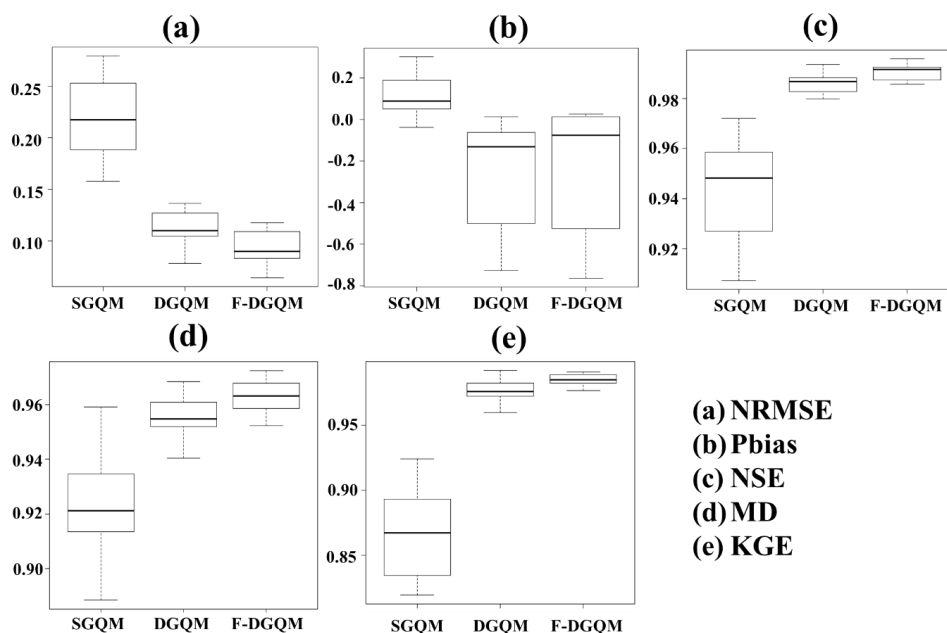 (a)
0.25
0.20
0.15
0.10
SGQM DGQM F-DGQM
(b)
0.2
0.0
-0.2
-0.4
-0.6
-0.8
SGQM DGQM F-DGQM
(c)
0.98
0.96
0.94
0.92
SGQM DGQM F-DGQM
(d)
0.96
0.94
0.92
0.90
SGQM DGQM F-DGQM
(e)
0.95
0.90
0.85
SGQM DGQM F-DGQM
(a) NRMSE
(b) Pbias
(c) NSE
(d) MD
(e) KGE